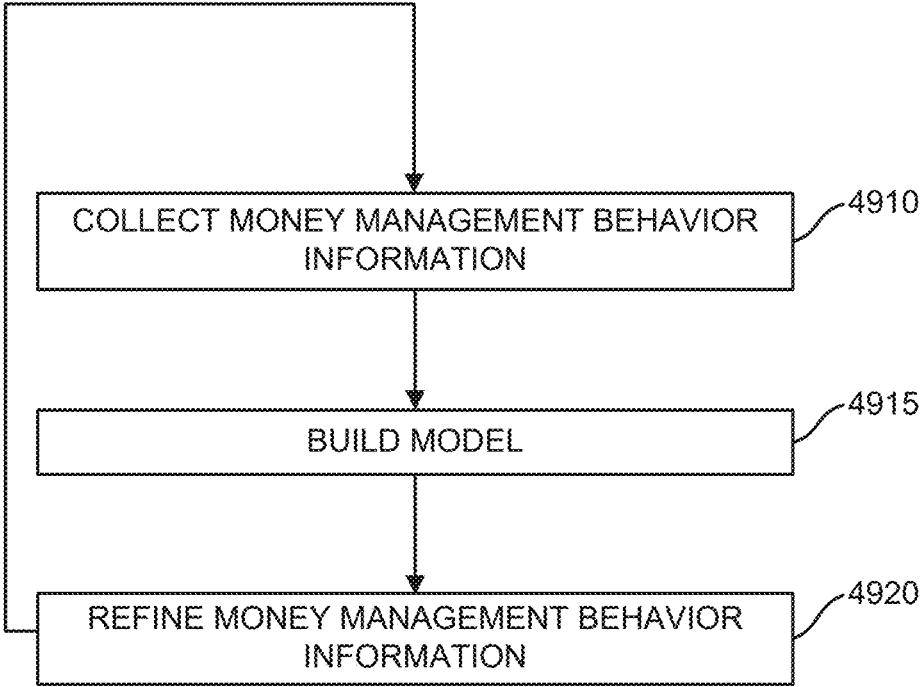 COLLECT MONEY MANAGEMENT BEHAVIOR
INFORMATION
4910
BUILD MODEL
4915
REFINE MONEY MANAGEMENT BEHAVIOR
INFORMATION
4920